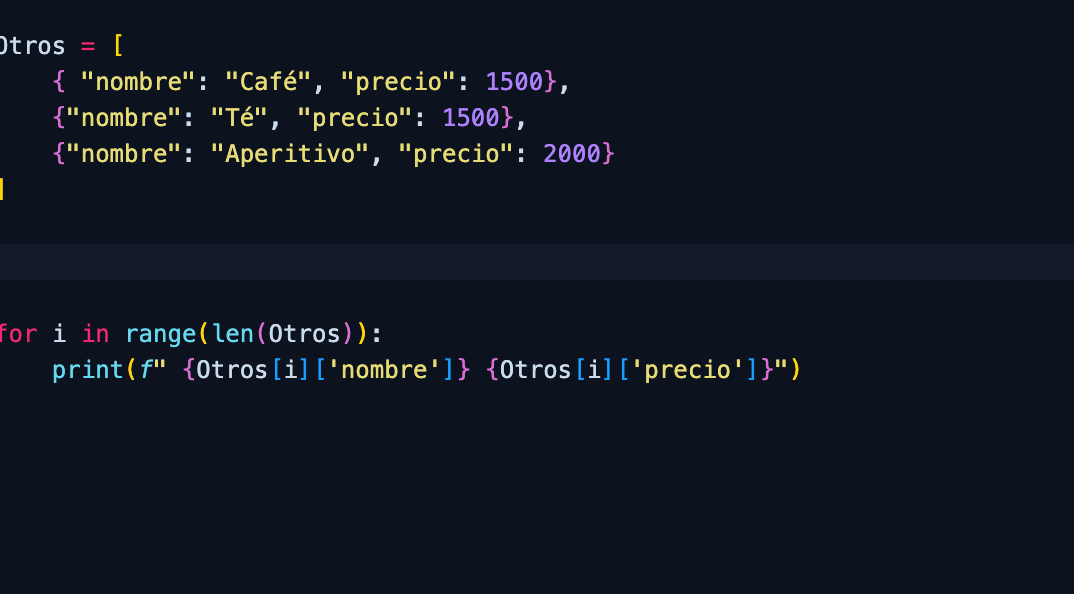 Otros = [
    { "nombre": "Café", "precio": 1500},
    {"nombre": "Té", "precio": 1500},
    {"nombre": "Aperitivo", "precio": 2000}
]
for i in range(len(Otros)):
    print(f" {Otros[i]['nombre']} {Otros[i]['precio']}")